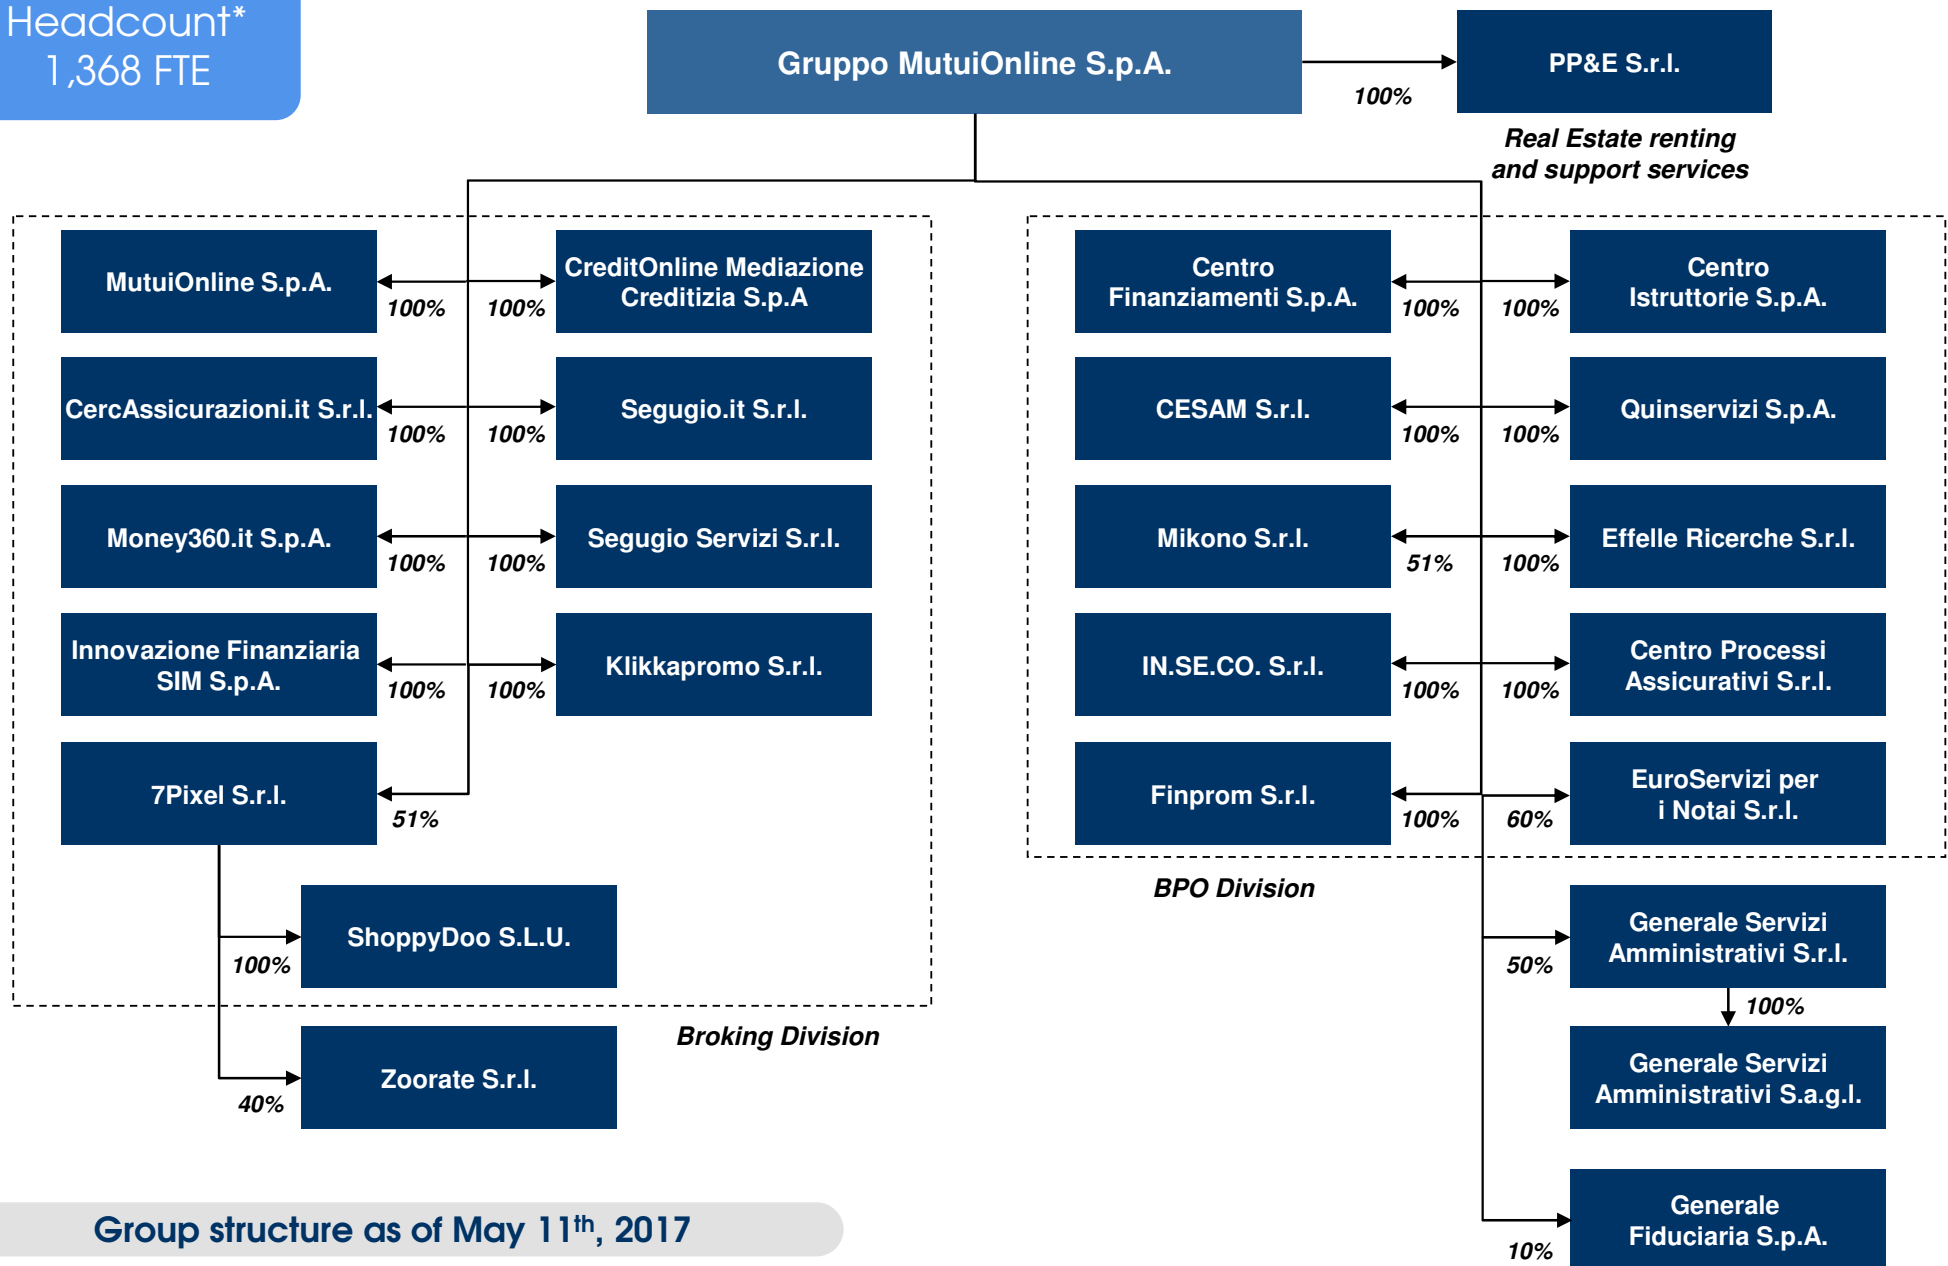 Headcount*
1,368 FTE
Gruppo MutuiOnline S.p.A.
100%
PP&E S.r.l.
Real Estate renting
and support services
MutuiOnline S.p.A.
100%
100%
CreditOnline Mediazione
Creditizia S.p.A
CercAssicurazioni.it S.r.l.
100%
100%
Segugio.it S.r.l.
Money360.it S.p.A.
100%
100%
Segugio Servizi S.r.l.
Innovazione Finanziaria
SIM S.p.A.
100%
100%
Klikkapromo S.r.l.
7Pixel S.r.l.
51%
ShoppyDoo S.L.U.
100%
Broking Division
Zoorate S.r.l.
40%
Centro
Finanziamenti S.p.A.
100%
100%
Centro
Istruttorie S.p.A.
CESAM S.r.l.
100%
100%
Quinservizi S.p.A.
Mikono S.r.l.
51%
100%
Effelle Ricerche S.r.l.
IN.SE.CO. S.r.l.
100%
100%
Centro Processi
Assicurativi S.r.l.
Finprom S.r.l.
100%
60%
EuroServizi per
i Notai S.r.l.
BPO Division
Generale Servizi
Amministrativi S.r.l.
50%
100%
Generale Servizi
Amministrativi S.a.g.l.
Generale
Fiduciaria S.p.A.
10%
Group structure as of May 11th, 2017